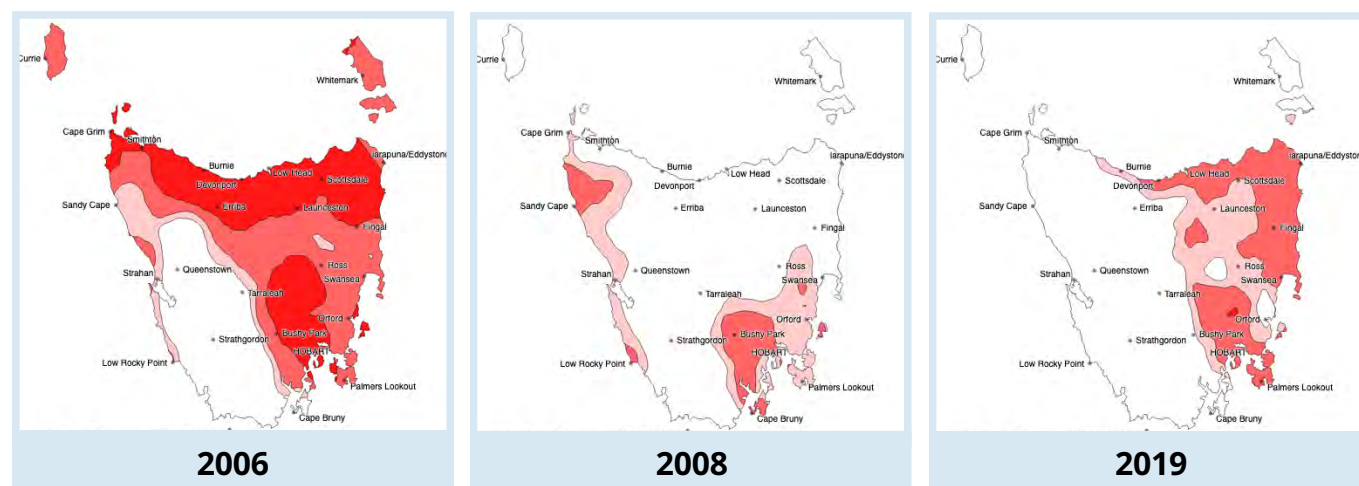 Currie
Whitemark
Cape Grim
Smithton
Burnie
Low Head
Devonport
Scottsdale
Sandy Cape
Erriba
Launceston
Fingal
Strahan
Queenstown
Ross
Swansea
Tarraleah
Orford
Strathgordon
Bushy Park
HOBART
Low Rocky Point
Palmers Lookout
Cape Bruny
2006
Currie
Whitemark
Cape Grim
Smithton
Burnie
Low Head
Devonport
Scottsdale
larapuna/Eddyston
Sandy Cape
Erriba
Launceston
Fingal
Strahan
Queenstown
Ross
Swansea
Tarraleah
Orford
Strathgordon
Bushy Park
HOBART
Low Rocky Point
Palmers Lookout
Cape Bruny
2008
Currie
Whitemark
Cape Grim
Smithton
Burnie
Low Head
Devonport
Scottsdale
larapuna/Eddyston
Sandy Cape
Launceston
Erriba
Fingal
Strahan
Queenstown
Ross
Swansea
Tarraleah
Orford
Strathgordon
Bushy Park
HOBART
Low Rocky Point
Palmers Lookout
Cape Bruny
2019